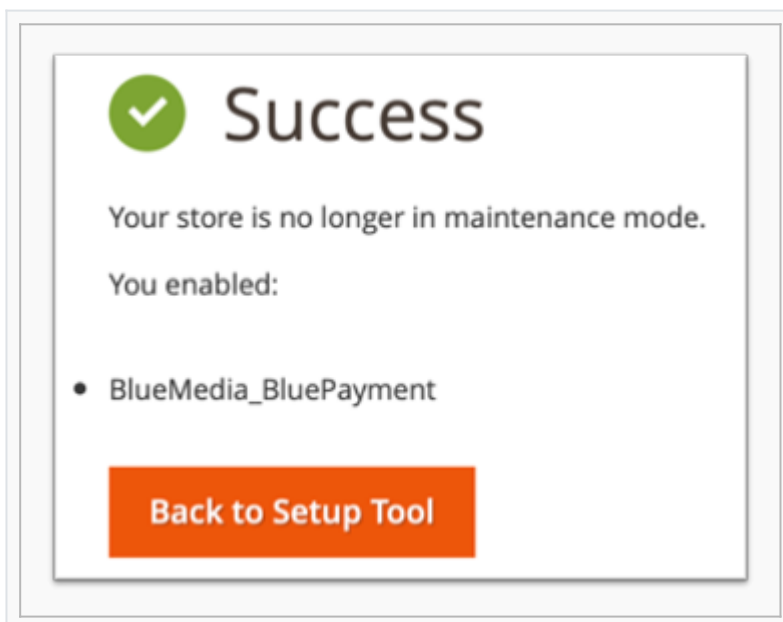 Success
Your store is no longer in maintenance mode.
You enabled:
• BlueMedia_BluePayment
Back to Setup Tool